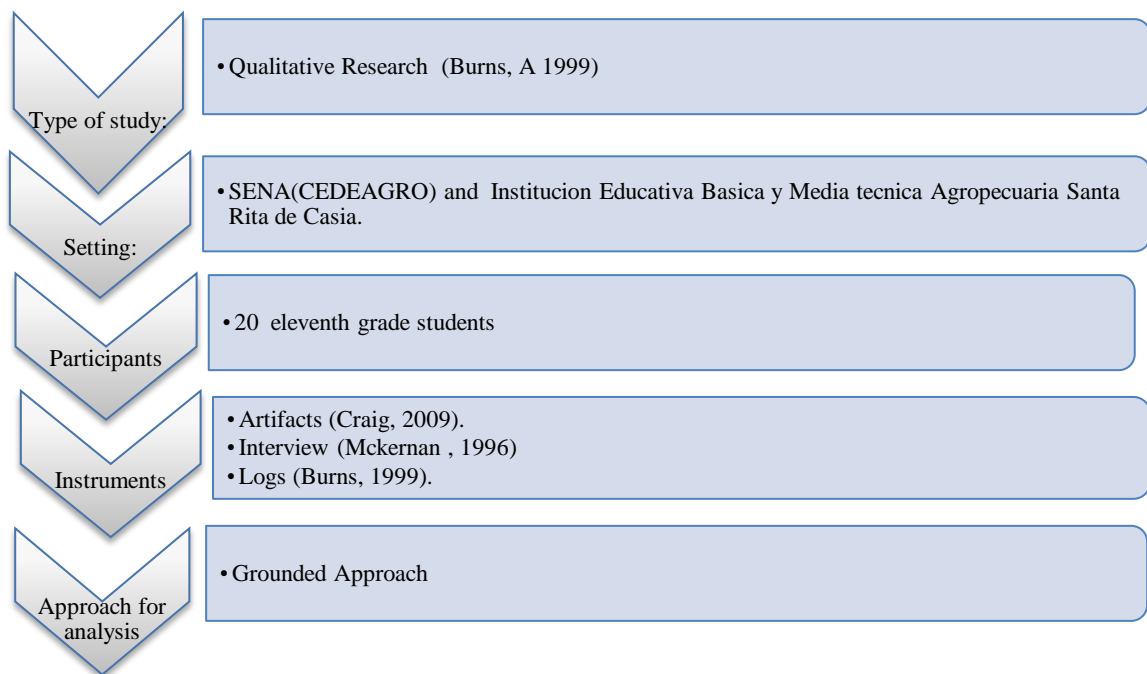 Type of study:
• Qualitative Research (Burns, A 1999)
Setting:
• SENA(CEDEAGRO) and Institucion Educativa Basica y Media tecnica Agropecuaria Santa
Rita de Casia.
Participants
• 20 eleventh grade students
Instruments
• Artifacts (Craig, 2009).
• Interview (Mckernan , 1996)
• Logs (Burns, 1999).
Approach for
analysis
• Grounded Approach